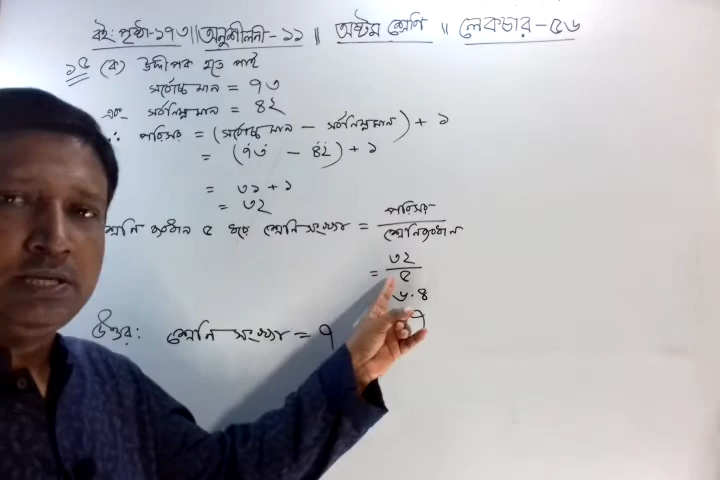 বই: পৃষ্ঠা-১৭৩ || অনুশীলনী-১১ || অষ্টম শ্রেণি || লেকচার-৫৬
১৫ (ক) উদ্দীপক হতে পাই
সর্বোচ্চ মান = ৭৩
এবং সর্বনিম্ন মান = ৪২
∴ পরিসর = (সর্বোচ্চ মান - সর্বনিম্ন মান) + ১
= (৭৩ - ৪২) + ১
= ৩১ + ১
= ৩২
শ্রেণি ব্যবধান ৫ ধরে শ্রেণি সংখ্যা = পরিসর / শ্রেণিব্যবধান
= ৩২ / ৫
৬.৪
৭
উত্তর: শ্রেণি সংখ্যা = ৭